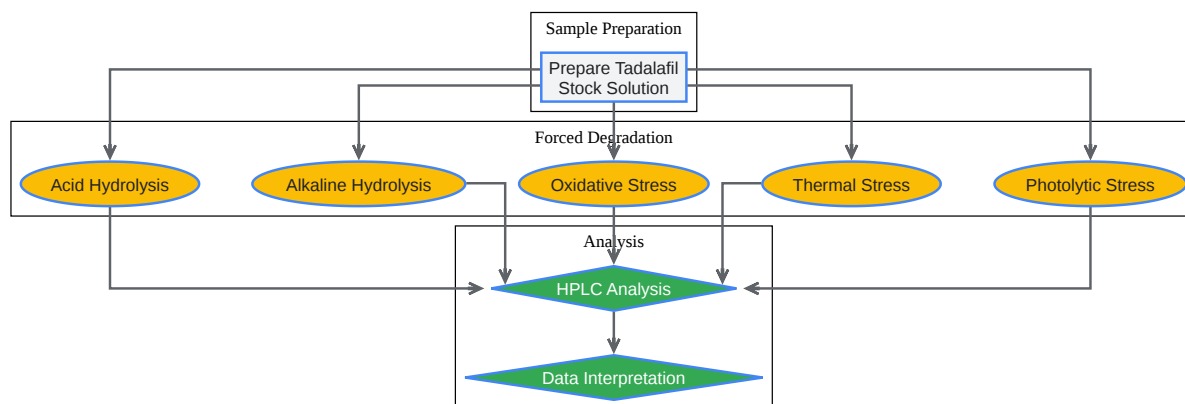 Sample Preparation
Prepare Tadalafil
Stock Solution
Forced Degradation
Acid Hydrolysis
Alkaline Hydrolysis
Oxidative Stress
Thermal Stress
Photolytic Stress
Analysis
HPLC Analysis
Data Interpretation